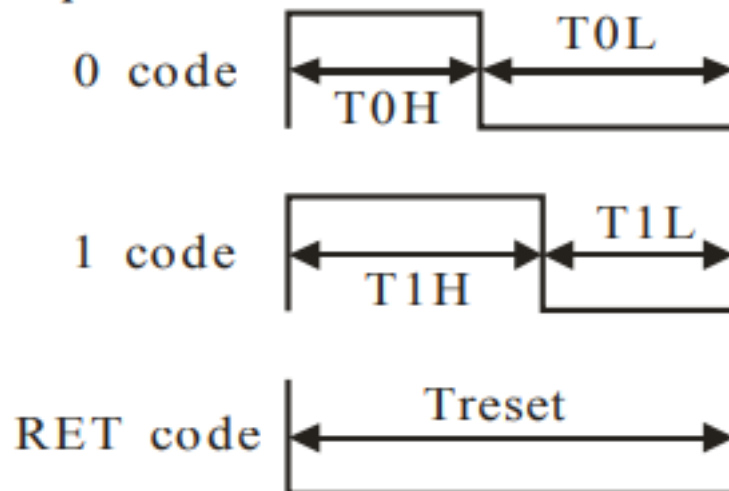 T0L
0 code
T0H
T1L
1 code
T1H
Treset
RET code